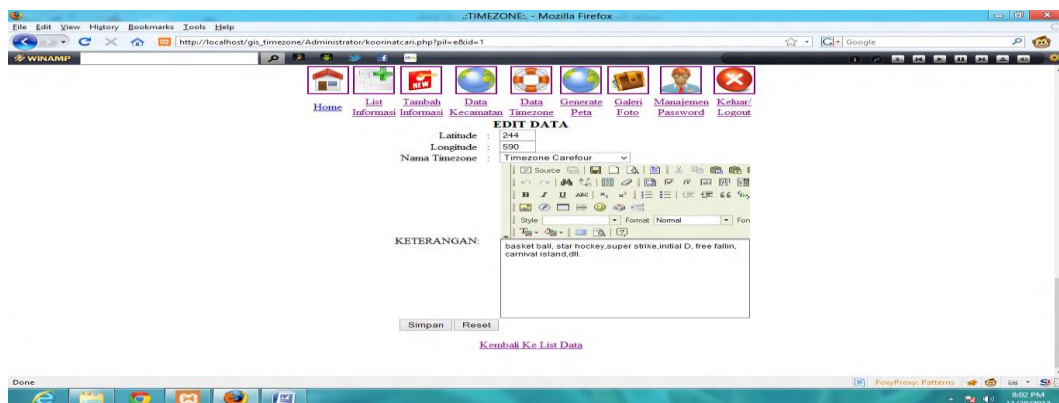 .:TIMEZONE:. - Mozilla Firefox
File Edit View History Bookmarks Tools Help
http://localhost/gis_timezone/Administrator/koorinatcari.php?pil=e&id=1
Google
WINAMP
Home List Informasi Tambah Informasi Data Kecamatan Data Timezone Generate Peta Galeri Foto Manajemen Password Keluar/ Logout
NEW
EDIT DATA
Latitude : 244
Longitude : 590
Nama Timezone : Timezone Carefour
Source
B I U ABC
Style Format Normal Fon
KETERANGAN:
basket ball, star hockey,super strike,initial D, free fallin,
carnival island,dll.
Simpan Reset
Kembali Ke List Data
Done
FoxyProxy: Patterns
8:02 PM